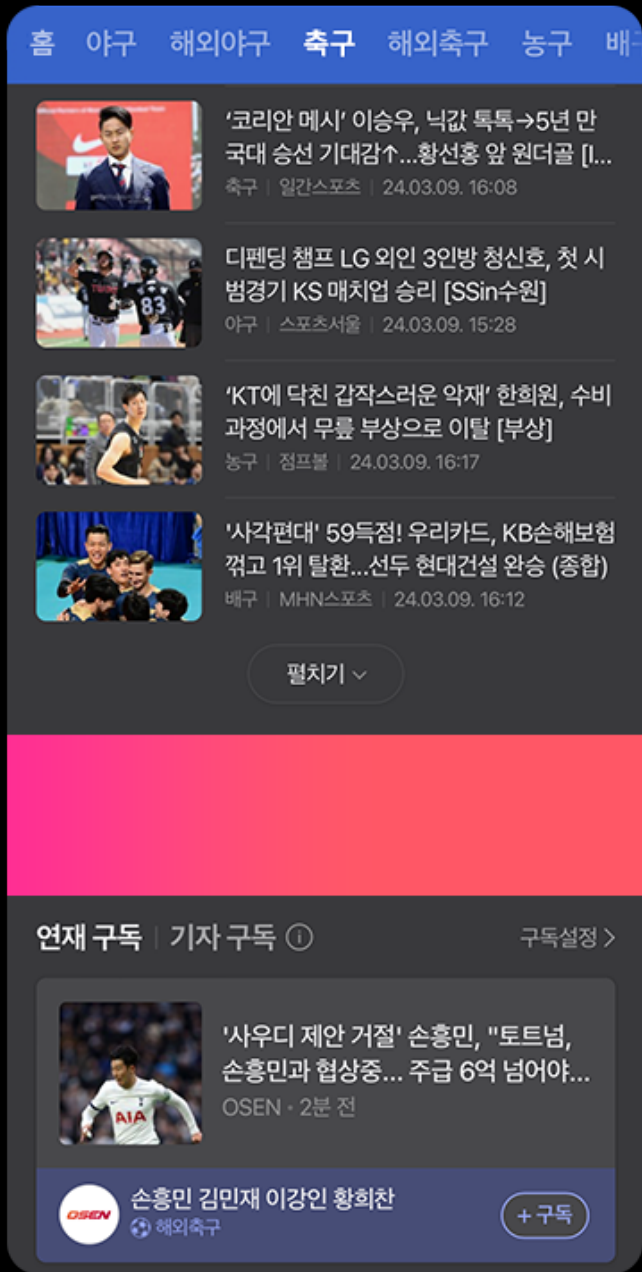 홈 야구 해외야구 축구 해외축구 농구
‘코리안 메시’ 이승우, 닉값 톡톡→5년 만
국대 승선 기대감↑…황선홍 앞 원더골 [I...
축구 | 일간스포츠 | 24.03.09. 16:08
디펜딩 챔프 LG 외인 3인방 청신호, 첫 시
범경기 KS 매치업 승리 [SSin수원]
야구 | 스포츠서울 | 24.03.09. 15:28
83
‘KT에 닥친 갑작스러운 악재’ 한희원, 수비
과정에서 무릎 부상으로 이탈 [부상]
농구 | 점프볼 | 24.03.09. 16:17
'사각편대' 59득점! 우리카드, KB손해보험
꺾고 1위 탈환...선두 현대건설 완승 (종합)
배구 | MHN스포츠 | 24.03.09. 16:12
펼치기
연재 구독 | 기자 구독 구독설정 >
'사우디 제안 거절' 손흥민, "토트넘,
손흥민과 협상중... 주급 6억 넘어야...
OSEN · 2분 전
AIA
OSEN
손흥민 김민재 이강인 황희찬
해외축구
+ 구독